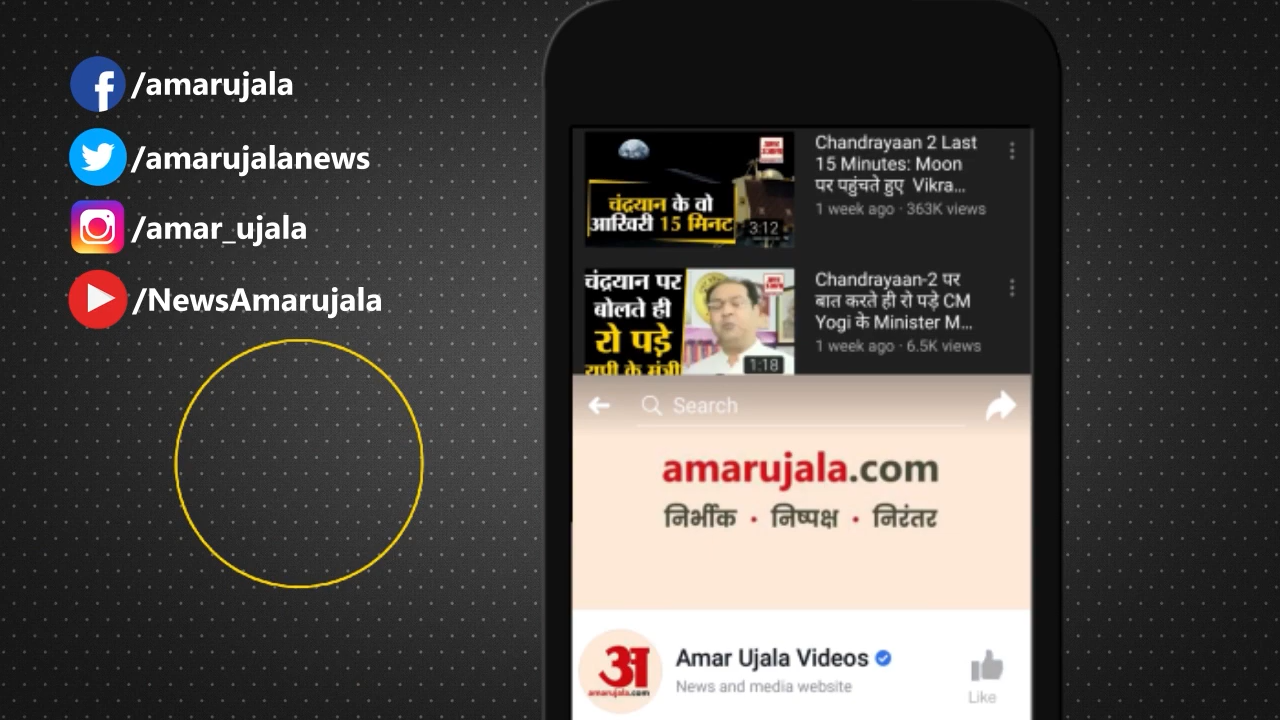 /amarujala
/amarujalanews
/amar_ujala
/NewsAmarujala
चंद्रयान के वो
आखिरी 15 मिनट
3:12
Chandrayaan 2 Last
15 Minutes: Moon
पर पहुंचते हुए Vikra...
1 week ago · 363K views
चंद्रयान पर
बोलते ही
रो पड़े
यूपी के मंत्री
1:18
Chandrayaan-2 पर
बात करते ही रो पड़े CM
Yogi के Minister M...
1 week ago · 6.5K views
Search
amarujala.com
निर्भीक • निष्पक्ष • निरंतर
अ
amarujala.com
Amar Ujala Videos
News and media website
Like